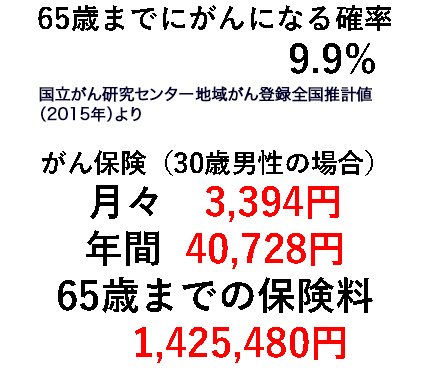 65歳までにがんになる確率
9.9%
国立がん研究センター地域がん登録全国推計値
（2015年）より
がん保険（30歳男性の場合）
月々 3,394円
年間 40,728円
65歳までの保険料
1,425,480円